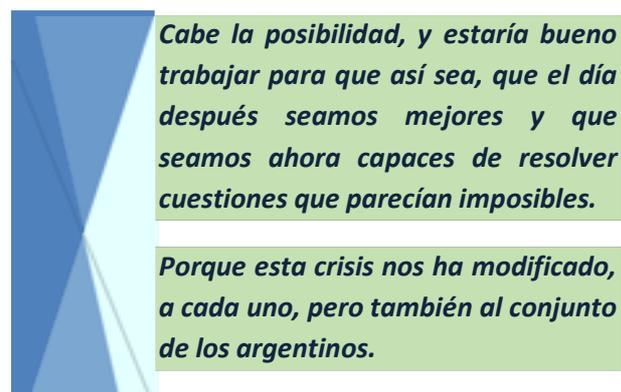 Cabe la posibilidad, y estaría bueno
trabajar para que así sea, que el día
después seamos mejores y que
seamos ahora capaces de resolver
cuestiones que parecían imposibles.
Porque esta crisis nos ha modificado,
a cada uno, pero también al conjunto
de los argentinos.